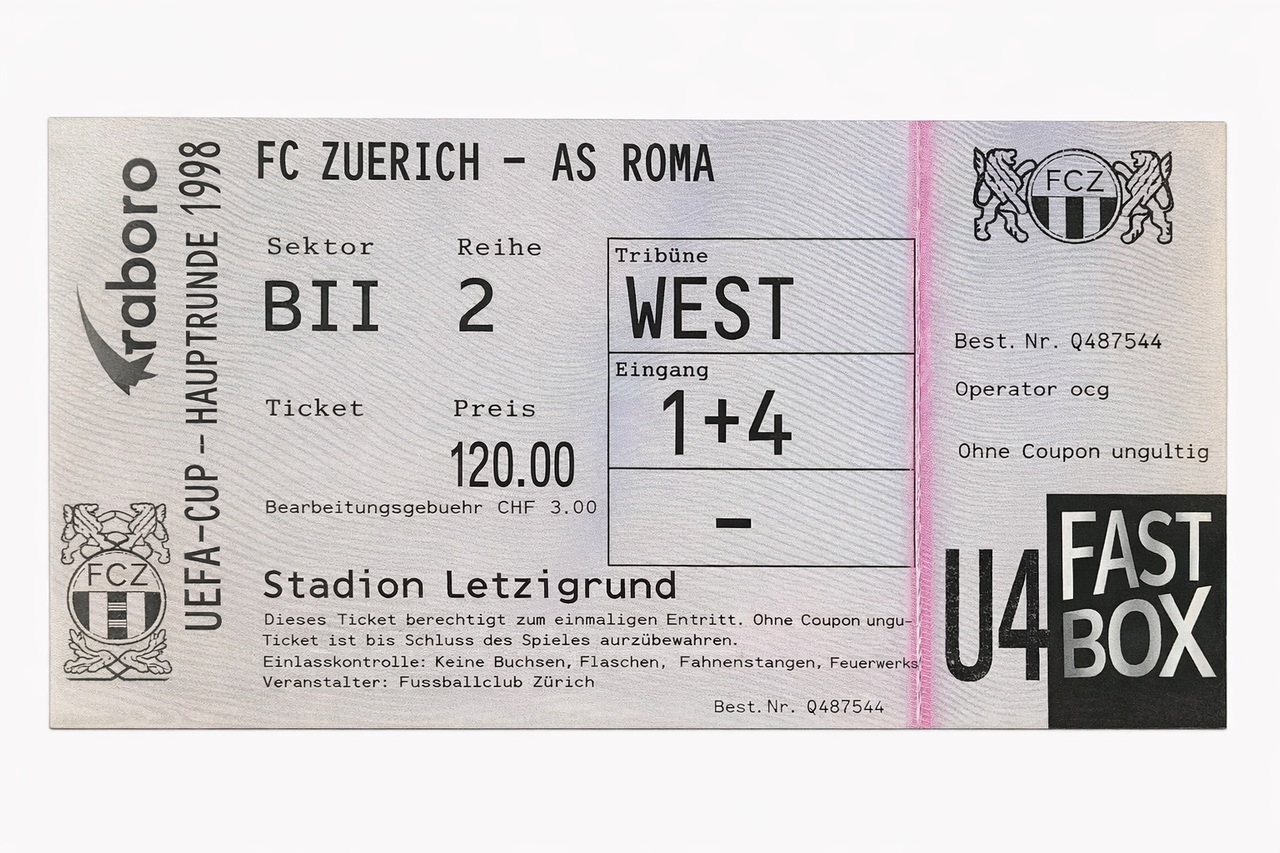 raboro
UEFA-CUP - HAUPTRUNDE 1998
FCZ
FC ZUERICH - AS ROMA
Sektor Reihe
BII 2
Ticket Preis
120.00
Bearbeitungsgebuehr CHF 3.00
Tribüne
WEST
Eingang
1+4
-
Stadion Letzigrund
Dieses Ticket berechtigt zum einmaligen Entritt. Ohne Coupon ungu-
Ticket ist bis Schluss des Spieles aurzübewahren.
Einlasskontrolle: Keine Buchsen, Flaschen, Fahnenstangen, Feuerwerks
Veranstalter: Fussballclub Zürich
Best. Nr. Q487544
FCZ
Best. Nr. Q487544
Operator ocg
Ohne Coupon ungultig
U4
FAST
BOX